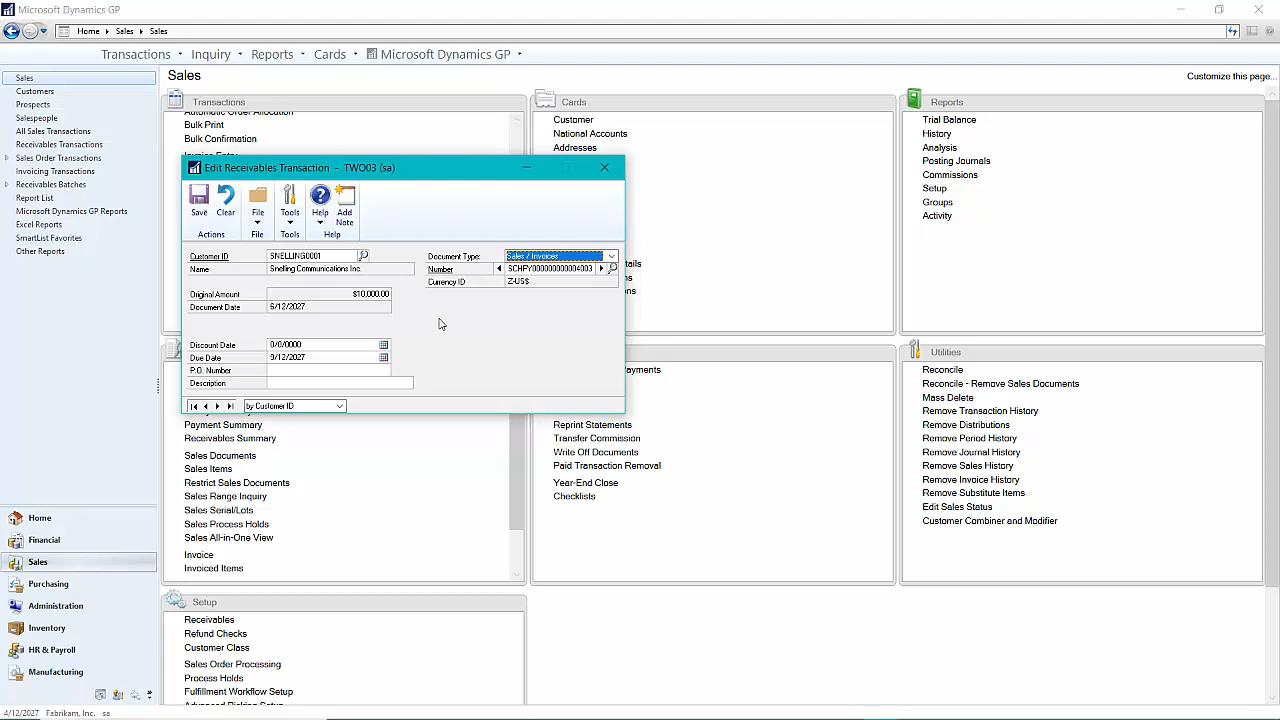 Microsoft Dynamics GP
Home Sales Sales
Transactions Inquiry Reports Cards Microsoft Dynamics GP
Sales
Customers
Prospects
Salespeople
All Sales Transactions
Receivables Transactions
Sales Order Transactions
Invoicing Transactions
Receivables Batches
Report List
Microsoft Dynamics GP Reports
Excel Reports
SmartList Favorites
Other Reports
Home
Financial
Sales
Purchasing
Administration
Inventory
HR & Payroll
Manufacturing
Sales
Customize this page...
Transactions
Automatic Order Allocation
Bulk Print
Bulk Confirmation
Cards
Customer
National Accounts
Addresses
Reports
Trial Balance
History
Analysis
Posting Journals
Commissions
Setup
Groups
Activity
Edit Receivables Transaction - TWO03 (sa)
Save Clear File Tools Help Add Note
Actions File Tools Help
Customer ID SNELLING0001
Name Snelling Communications Inc.
Document Type: Sales / Invoices
Number SCHPY000000000004003
Currency ID Z-US$
Original Amount $10,000.00
Document Date 6/12/2027
Discount Date 0/0/0000
Due Date 9/12/2027
P.O. Number
Description
by Customer ID
Payment Summary
Receivables Summary
Sales Documents
Sales Items
Restrict Sales Documents
Sales Range Inquiry
Sales Serial/Lots
Sales Process Holds
Sales All-in-One View
Invoice
Invoiced Items
Reprint Statements
Transfer Commission
Write Off Documents
Paid Transaction Removal
Year-End Close
Checklists
Utilities
Reconcile
Reconcile - Remove Sales Documents
Mass Delete
Remove Transaction History
Remove Distributions
Remove Period History
Remove Journal History
Remove Sales History
Remove Invoice History
Remove Substitute Items
Edit Sales Status
Customer Combiner and Modifier
Setup
Receivables
Refund Checks
Customer Class
Sales Order Processing
Process Holds
Fulfillment Workflow Setup
4/12/2027 Fabrikam, Inc. sa